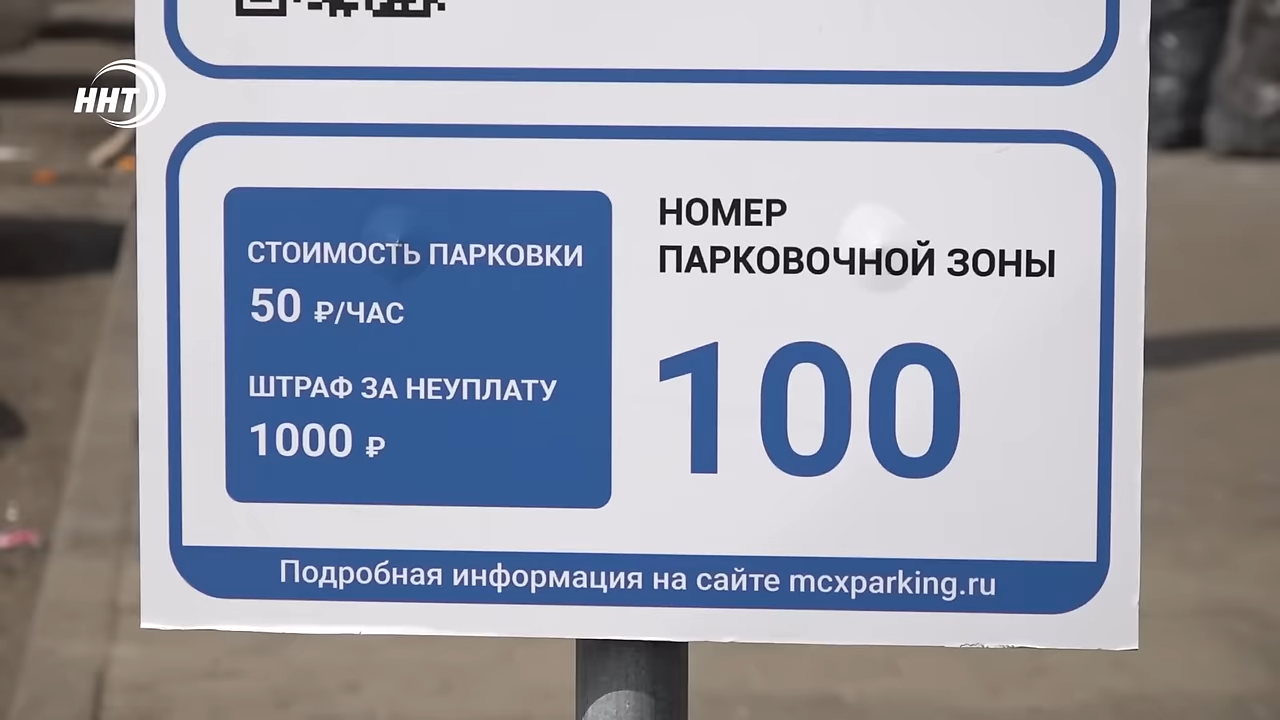 ННТ
СТОИМОСТЬ ПАРКОВКИ
50 ₽/ЧАС
ШТРАФ ЗА НЕУПЛАТУ
1000 ₽
НОМЕР
ПАРКОВОЧНОЙ ЗОНЫ
100
Подробная информация на сайте mcxparking.ru